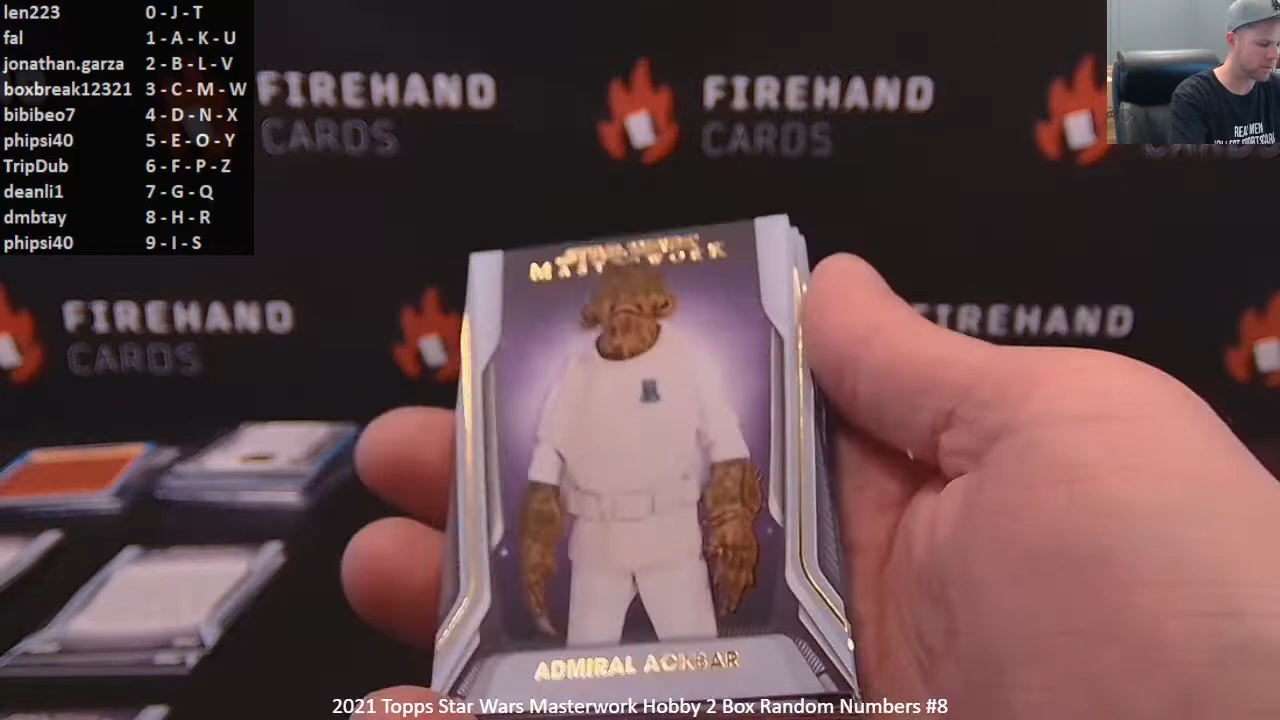 len223 0 - J - T
fal 1 - A - K - U
jonathan.garza 2 - B - L - V
boxbreak12321 3 - C - M - W
bibibeo7 4 - D - N - X
phipsi40 5 - E - O - Y
TripDub 6 - F - P - Z
deanli1 7 - G - Q
dmbtay 8 - H - R
phipsi40 9 - I - S
FIREHAND
CARDS
FIREHAND
CARDS
REAL MEN
FIREHAND
CARDS
FIREHAND
STAR WARS
MASTERWORK
ADMIRAL ACKBAR
2021 Topps Star Wars Masterwork Hobby 2 Box Random Numbers #8